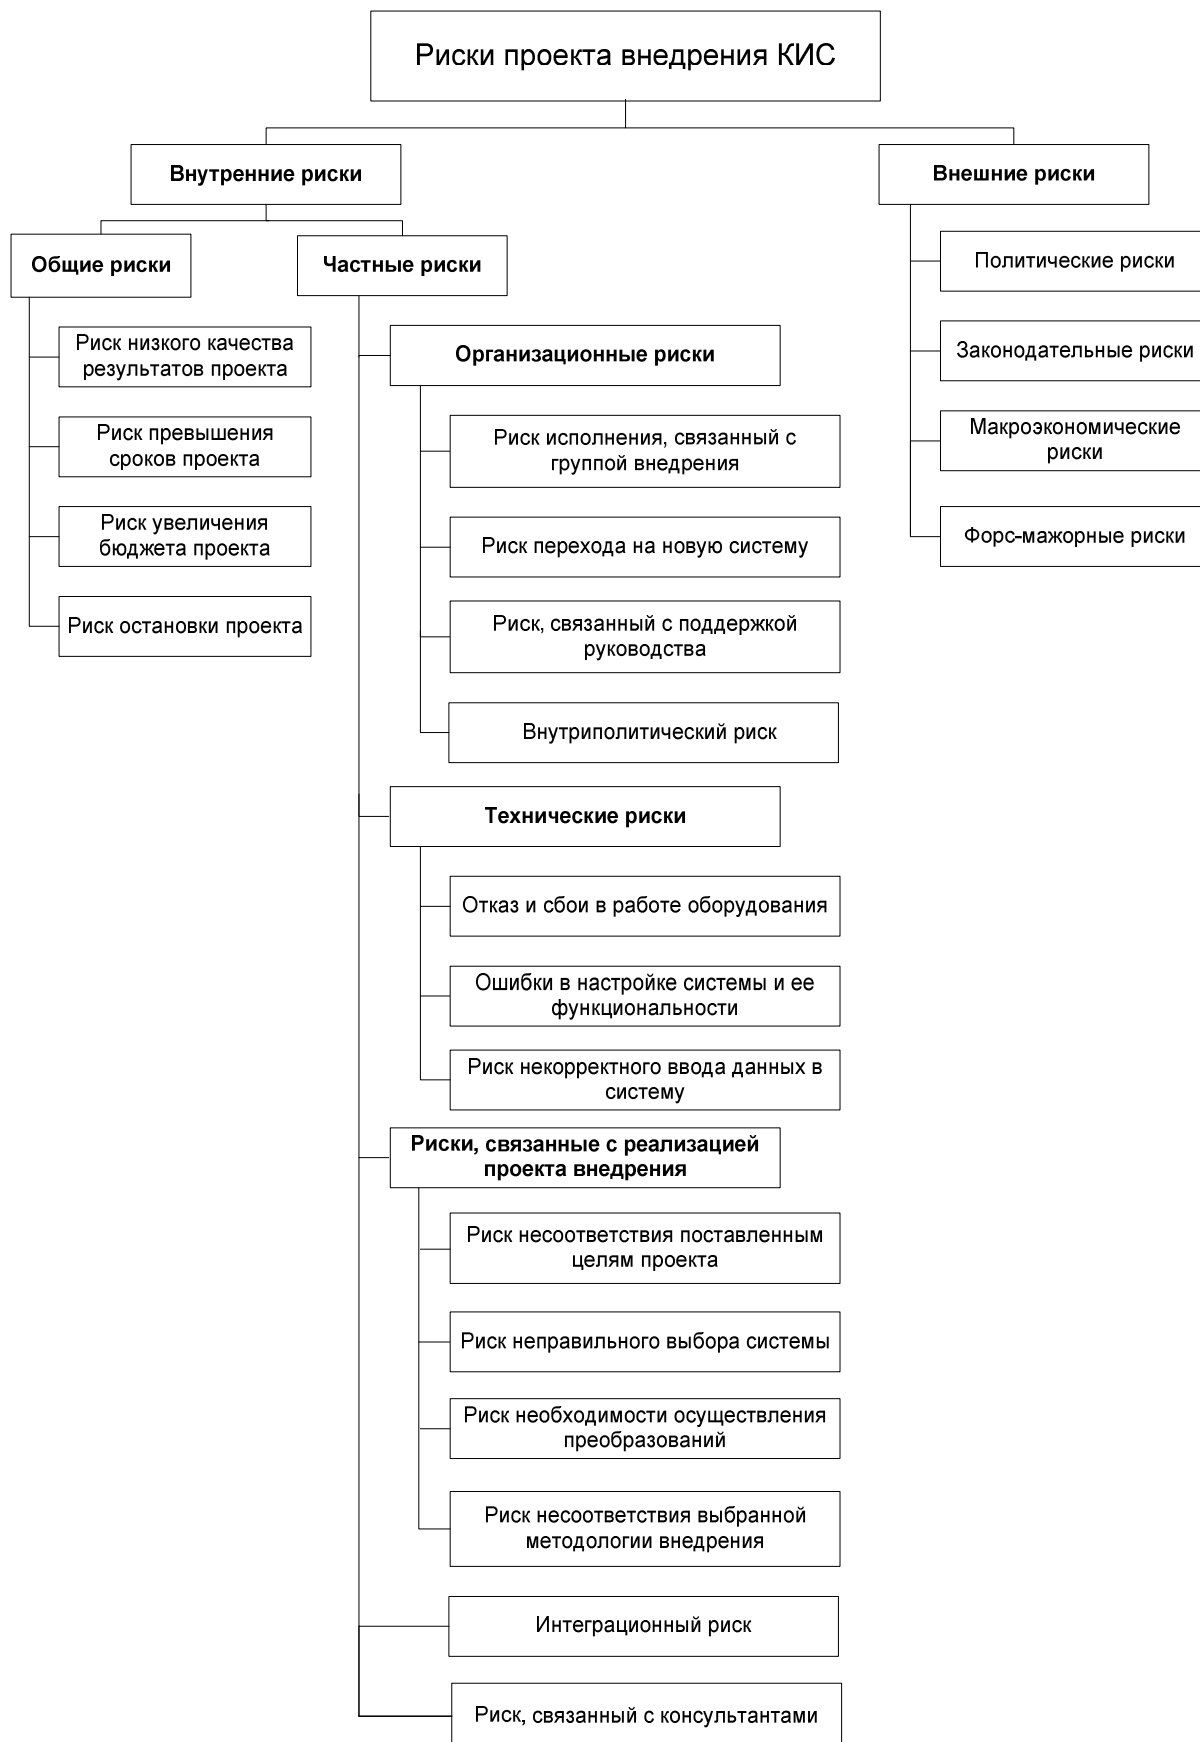 Риски проекта внедрения КИС
Внутренние риски
Внешние риски
Общие риски
Частные риски
Риск низкого качества
результатов проекта
Риск превышения
сроков проекта
Риск увеличения
бюджета проекта
Риск остановки проекта
Организационные риски
Риск исполнения, связанный с
группой внедрения
Риск перехода на новую систему
Риск, связанный с поддержкой
руководства
Внутриполитический риск
Технические риски
Отказ и сбои в работе оборудования
Ошибки в настройке системы и ее
функциональности
Риск некорректного ввода данных в
систему
Риски, связанные с реализацией
проекта внедрения
Риск несоответствия поставленным
целям проекта
Риск неправильного выбора системы
Риск необходимости осуществления
преобразований
Риск несоответствия выбранной
методологии внедрения
Интеграционный риск
Риск, связанный с консультантами
Политические риски
Законодательные риски
Макроэкономические
риски
Форс-мажорные риски